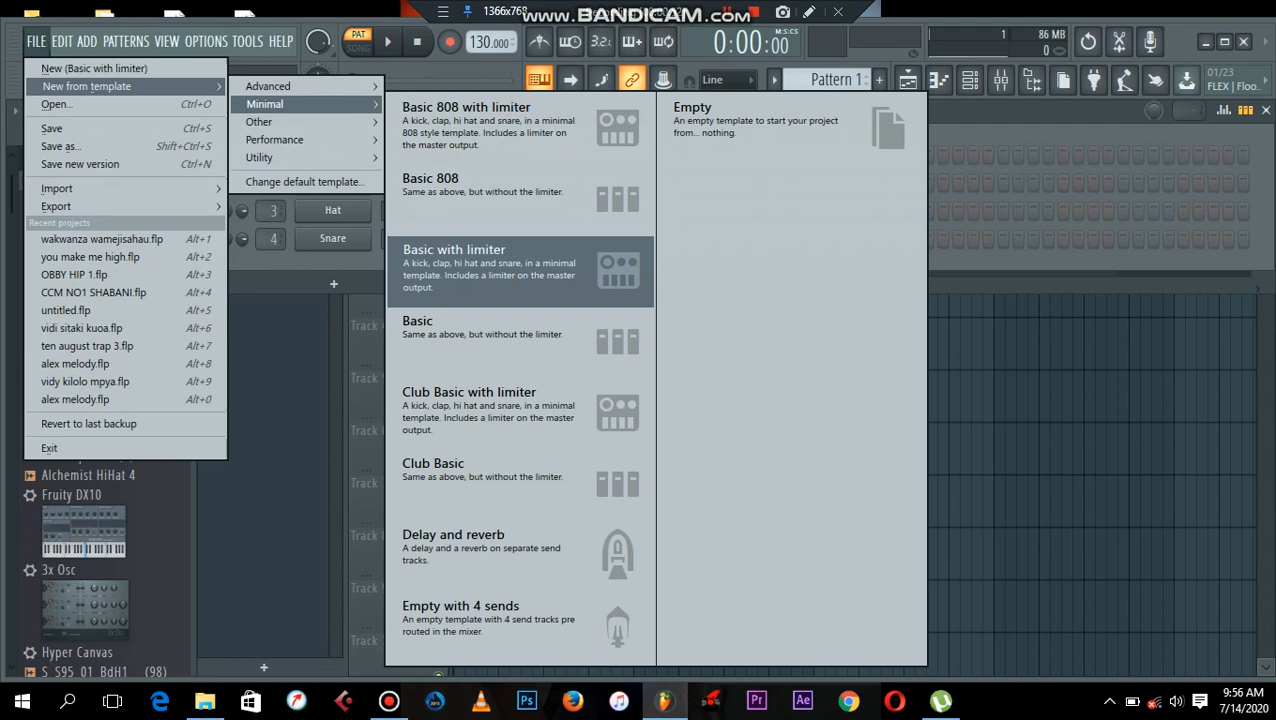 1366x768
www.BANDICAM.com
FILE EDIT ADD PATTERNS VIEW OPTIONS TOOLS HELP
PAT
SONG
130.000
3.2
0:00:00
M:S:CS
1
86 MB
0
Line
Pattern 1
01/23
FLEX | Floo..
New (Basic with limiter)
New from template
Open... Ctrl+O
Save Ctrl+S
Save as... Shift+Ctrl+S
Save new version Ctrl+N
Import
Export
Recent projects
wakwanza wamejisahau.flp Alt+1
you make me high.flp Alt+2
OBBY HIP 1.flp Alt+3
CCM NO1 SHABANI.flp Alt+4
untitled.flp Alt+5
vidi sitaki kuoa.flp Alt+6
ten august trap 3.flp Alt+7
alex melody.flp Alt+8
vidy kilolo mpya.flp Alt+9
alex melody.flp Alt+0
Revert to last backup
Exit
Advanced
Minimal
Other
Performance
Utility
Change default template...
3 Hat
4 Snare
Basic 808 with limiter
A kick, clap, hi hat and snare, in a minimal
808 style template. Includes a limiter on the
master output.
Basic 808
Same as above, but without the limiter.
Basic with limiter
A kick, clap, hi hat and snare, in a minimal
template. Includes a limiter on the master
output.
Basic
Same as above, but without the limiter.
Club Basic with limiter
A kick, clap, hi hat and snare, in a minimal
template. Includes a limiter on the master
output.
Club Basic
Same as above, but without the limiter.
Delay and reverb
A delay and a reverb on separate send
tracks.
Empty with 4 sends
An empty template with 4 send tracks pre
routed in the mixer.
Empty
An empty template to start your project
from... nothing.
Track
Track
Track
Track
Track
Track
Alchemist HiHat 4
Fruity DX10
3x Osc
Hyper Canvas
S_S95_01_BdH1 (98)
Ps
Pr
Ae
9:56 AM
7/14/2020